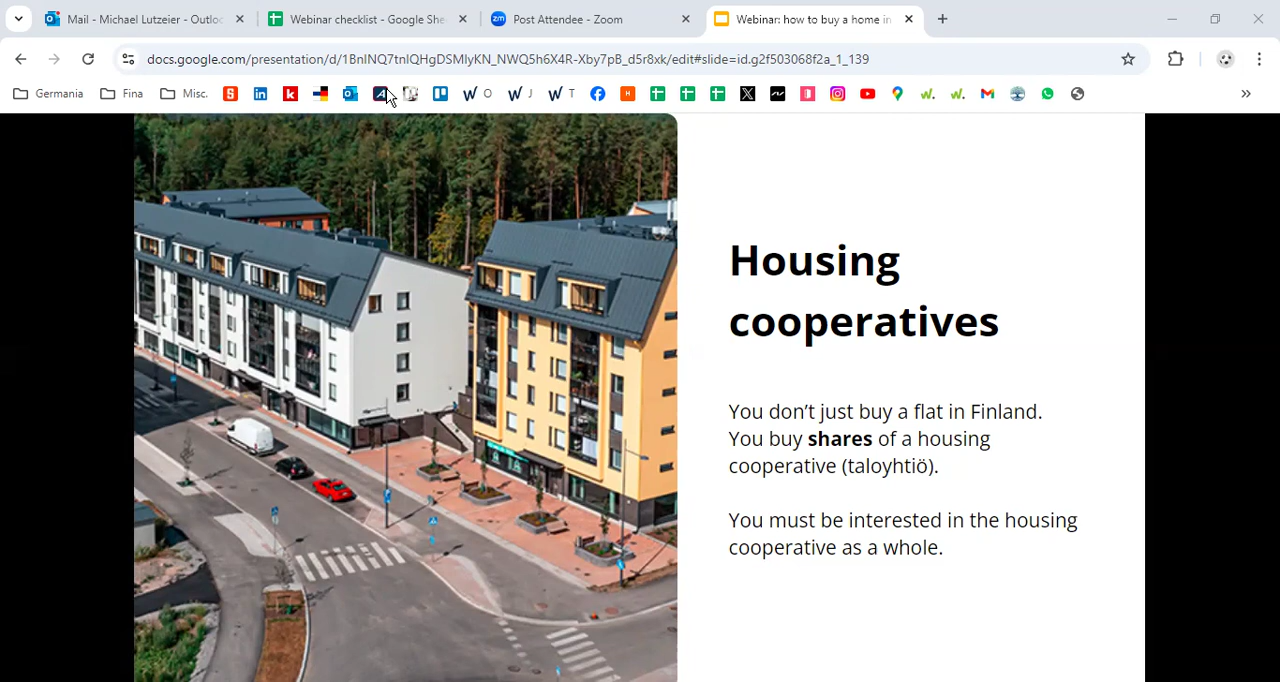 Mail - Michael Lutzeier - Outlo
Webinar checklist - Google She
zm
Post Attendee - Zoom
Webinar: how to buy a home in
docs.google.com/presentation/d/1BnINQ7tnIQHgDSMIyKN_NWQ5h6X4R-Xby7pB_d5r8xk/edit#slide=id.g2f503068f2a_1_139
Germania
Fina
Misc.
O
J
T
Housing
cooperatives
You don’t just buy a flat in Finland.
You buy shares of a housing
cooperative (taloyhtiö).
You must be interested in the housing
cooperative as a whole.